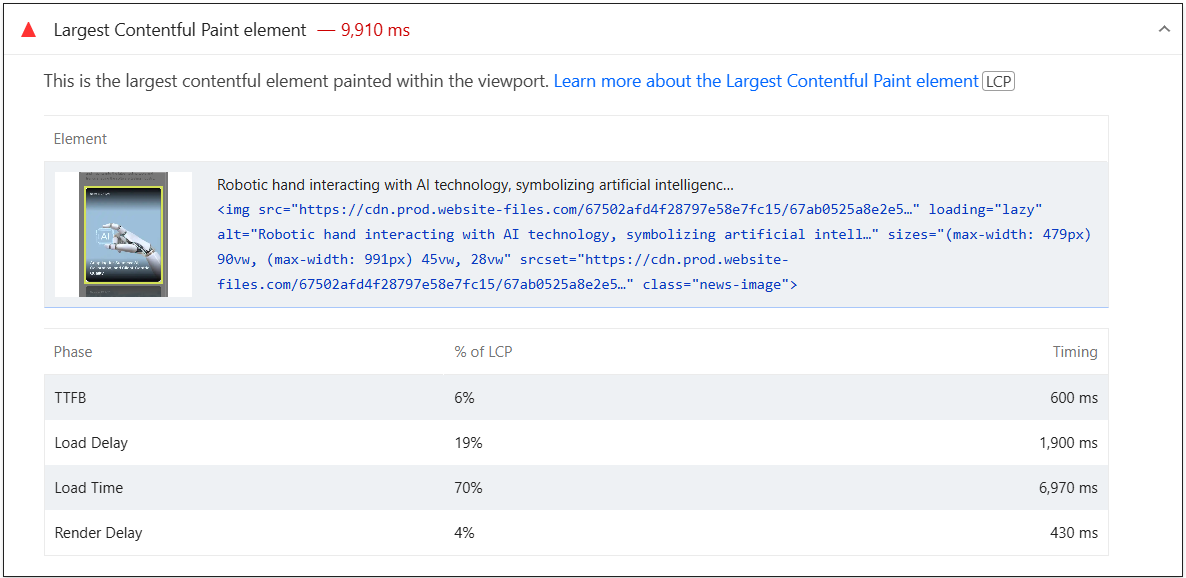 Largest Contentful Paint element — 9,910 ms
This is the largest contentful element painted within the viewport. Learn more about the Largest Contentful Paint element LCP
Element
AI
Robotic hand interacting with AI technology, symbolizing artificial intelligenc...
<img src="https://cdn.prod.website-files.com/67502afd4f28797e58e7fc15/67ab0525a8e2e5…" loading="lazy"
alt="Robotic hand interacting with AI technology, symbolizing artificial intell…" sizes="(max-width: 479px)
90vw, (max-width: 991px) 45vw, 28vw" srcset="https://cdn.prod.website-
files.com/67502afd4f28797e58e7fc15/67ab0525a8e2e5…" class="news-image">
Phase % of LCP Timing
TTFB 6% 600 ms
Load Delay 19% 1,900 ms
Load Time 70% 6,970 ms
Render Delay 4% 430 ms